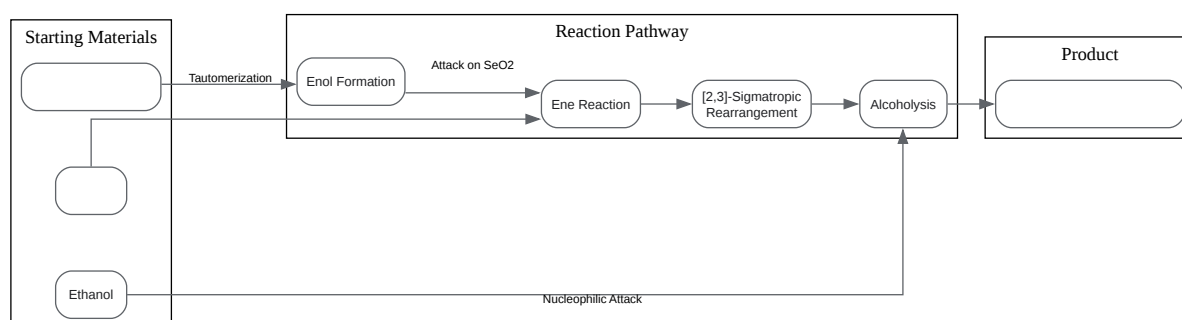 Starting Materials
Reaction Pathway
Product
Tautomerization
Enol Formation
Attack on SeO2
Ene Reaction
[2,3]-Sigmatropic
Rearrangement
Alcoholysis
Ethanol
Nucleophilic Attack